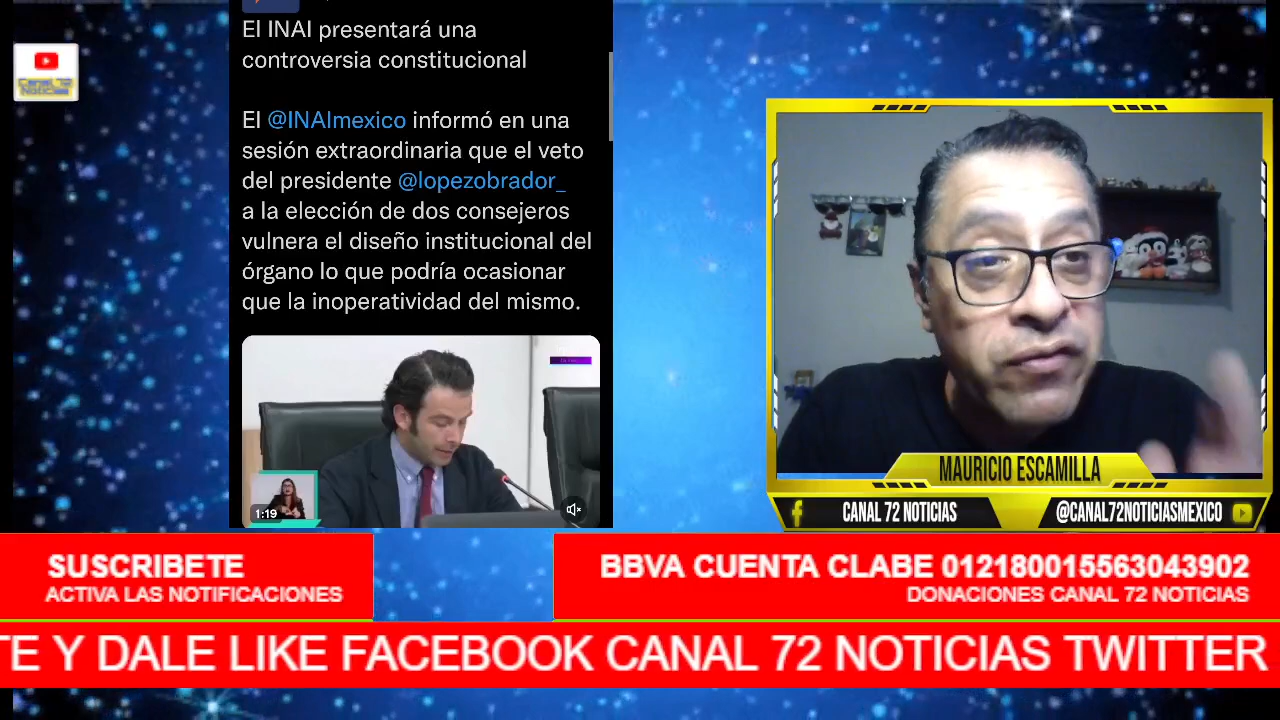 El INAI presentará una
controversia constitucional
El @INAImexico informó en una
sesión extraordinaria que el veto
del presidente @lopezobrador_
a la elección de dos consejeros
vulnera el diseño institucional del
órgano lo que podría ocasionar
que la inoperatividad del mismo.
1:19
Canal 72
Noticias
MAURICIO ESCAMILLA
CANAL 72 NOTICIAS
@CANAL72NOTICIASMEXICO
SUSCRIBETE
ACTIVA LAS NOTIFICACIONES
BBVA CUENTA CLABE 012180015563043902
DONACIONES CANAL 72 NOTICIAS
TE Y DALE LIKE FACEBOOK CANAL 72 NOTICIAS TWITTER